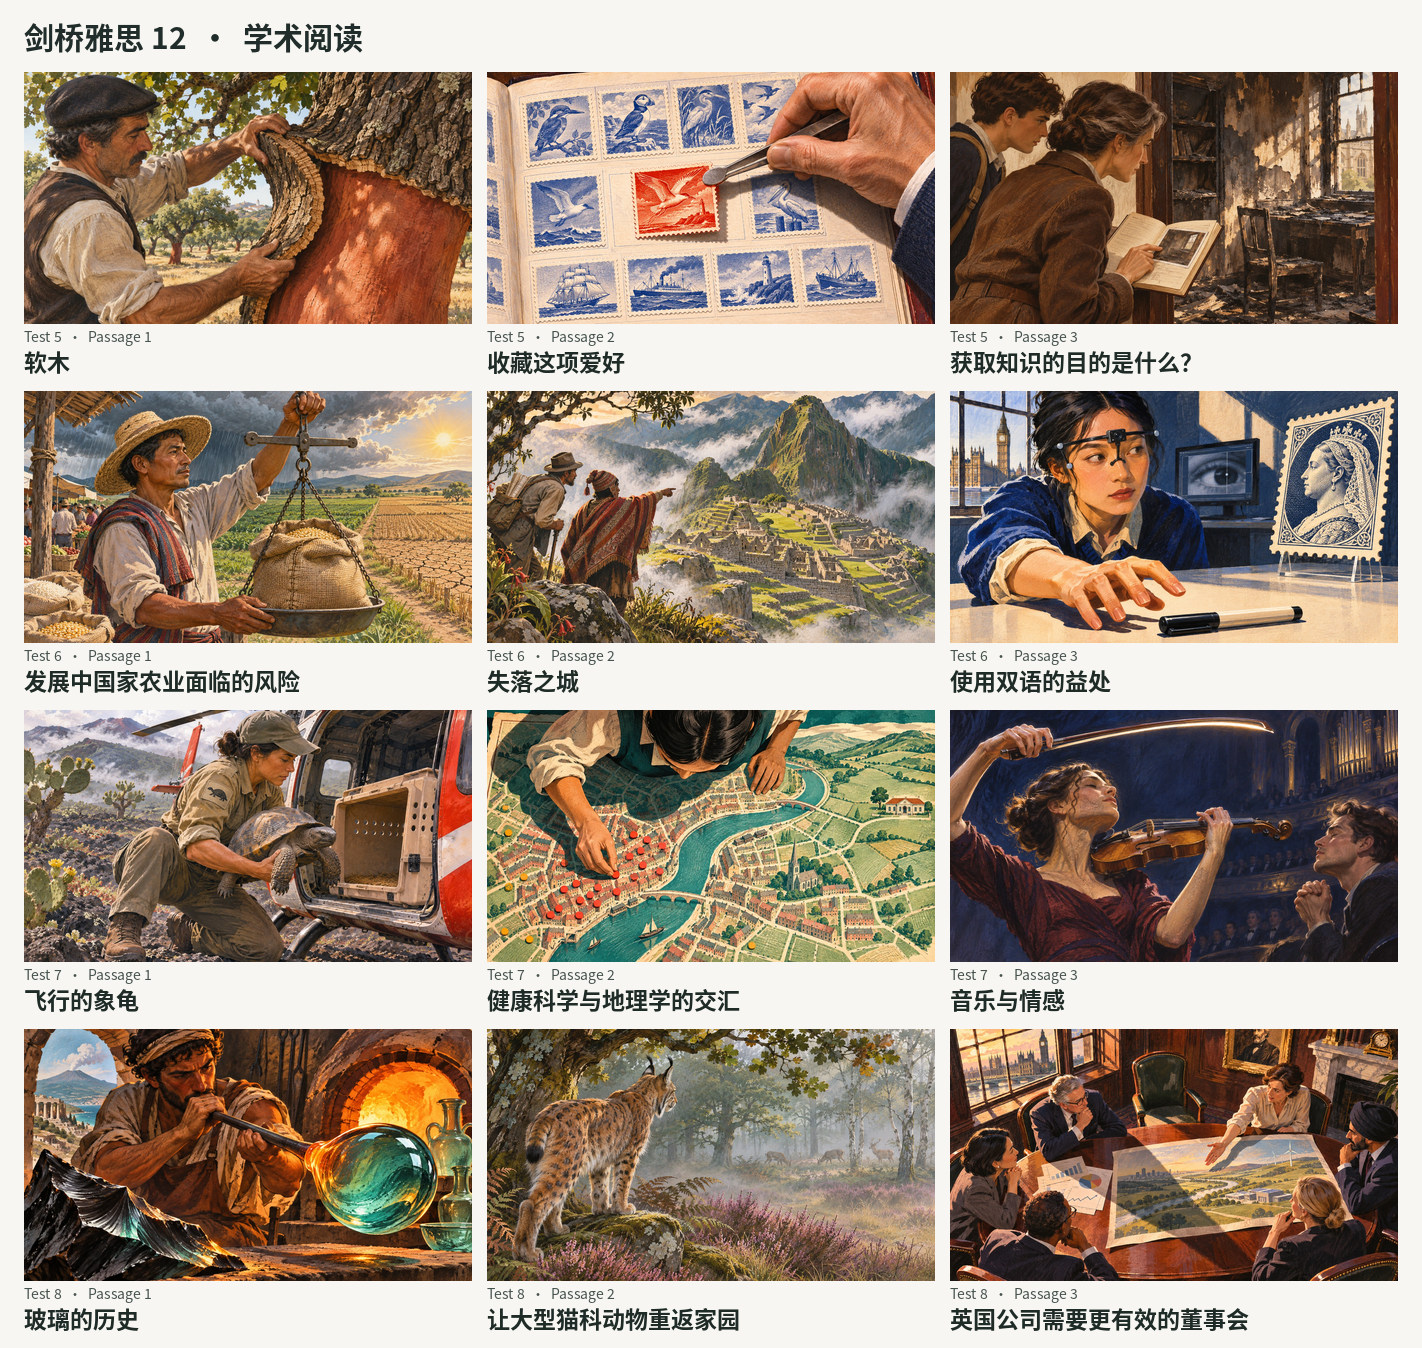 剑桥雅思 12 · 学术阅读
Test 5 · Passage 1
软木
Test 5 · Passage 2
收藏这项爱好
Test 5 · Passage 3
获取知识的目的是什么？
Test 6 · Passage 1
发展中国家农业面临的风险
Test 6 · Passage 2
失落之城
Test 6 · Passage 3
使用双语的益处
Test 7 · Passage 1
飞行的象龟
Test 7 · Passage 2
健康科学与地理学的交汇
Test 7 · Passage 3
音乐与情感
Test 8 · Passage 1
玻璃的历史
Test 8 · Passage 2
让大型猫科动物重返家园
Test 8 · Passage 3
英国公司需要更有效的董事会